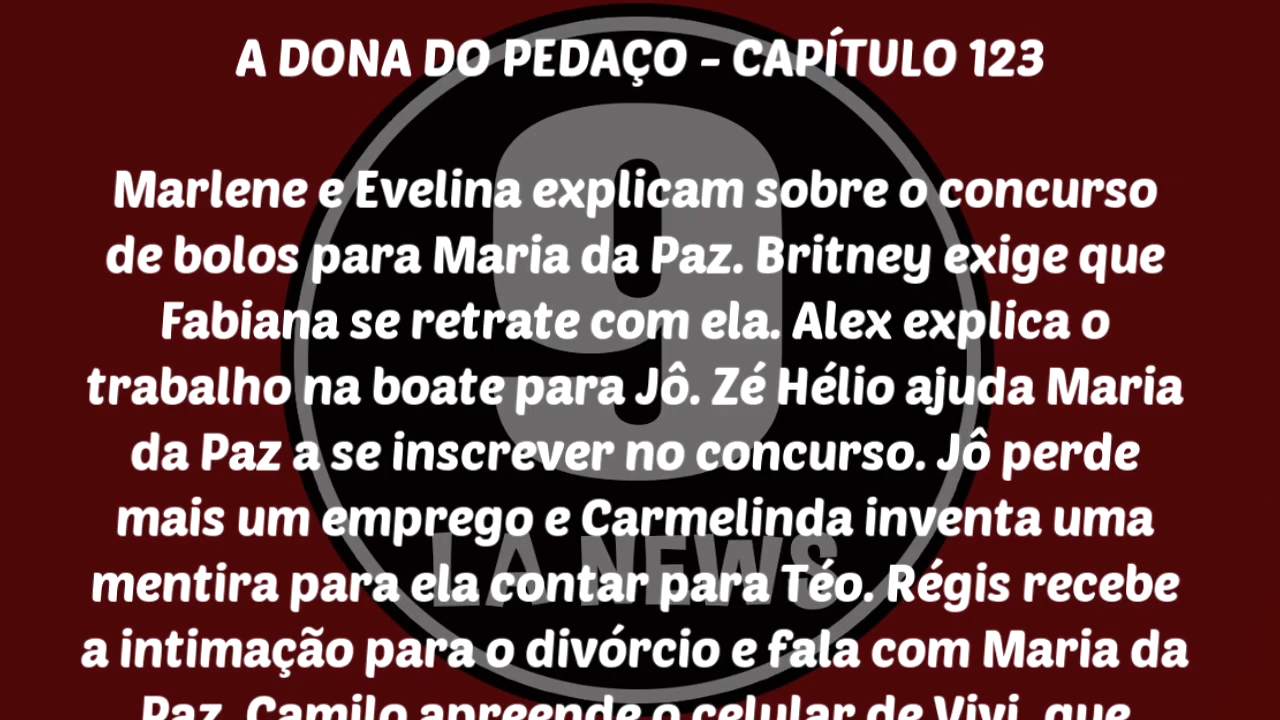 A DONA DO PEDAÇO - CAPÍTULO 123
Marlene e Evelina explicam sobre o concurso
de bolos para Maria da Paz. Britney exige que
Fabiana se retrate com ela. Alex explica o
trabalho na boate para Jô. Zé Hélio ajuda Maria
da Paz a se inscrever no concurso. Jô perde
mais um emprego e Carmelinda inventa uma
mentira para ela contar para Téo. Régis recebe
a intimação para o divórcio e fala com Maria da
Paz. Camilo apreende o celular de Vivi, que
9
LA NEWS